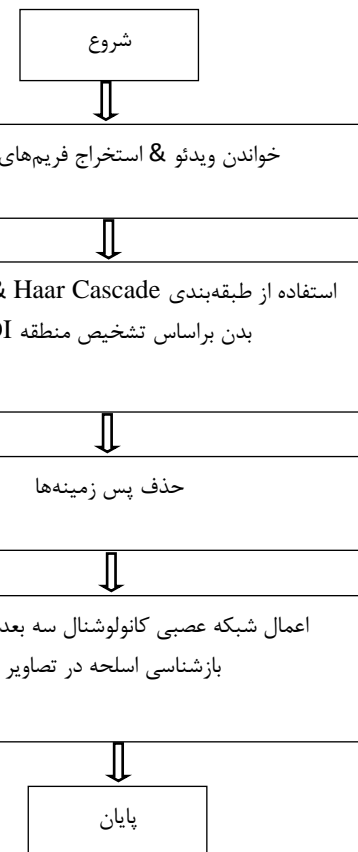 شروع
خواندن ویدئو & استخراج فریم‌های
استفاده از طبقه‌بندی Haar Cascade &
بدن براساس تشخیص منطقه
حذف پس زمینه‌ها
اعمال شبکه عصبی کانولوشنال سه
بازشناسی اسلحه در تصاویر
پایان